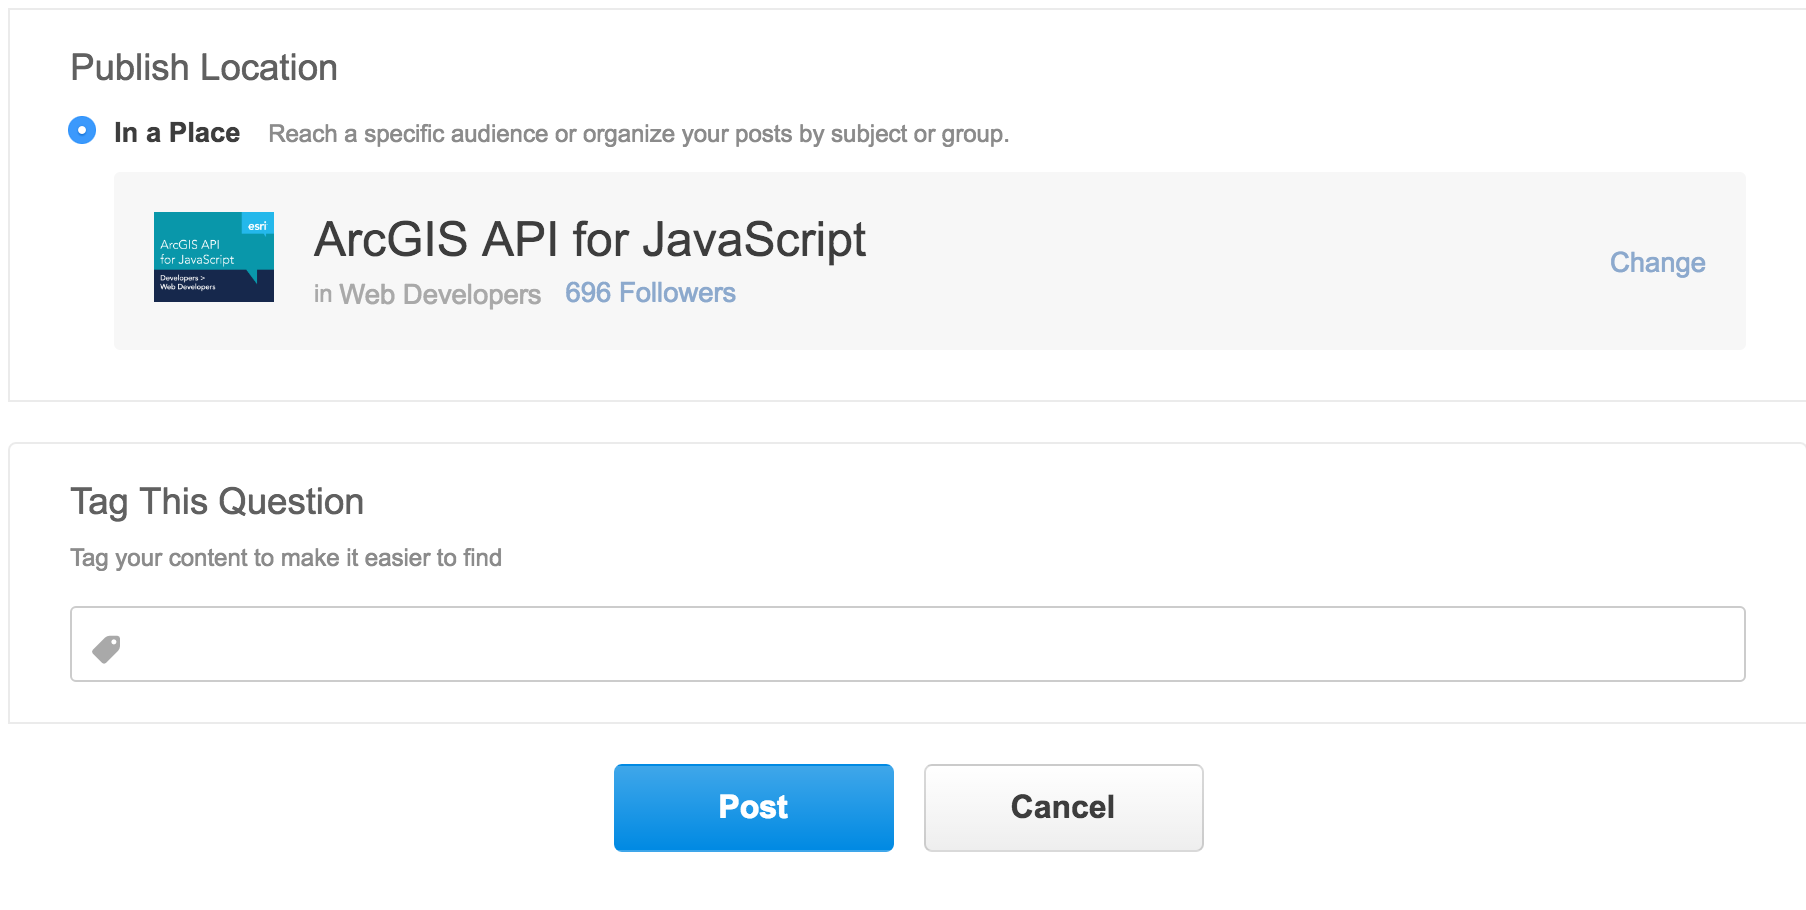 Publish Location
In a Place Reach a specific audience or organize your posts by subject or group.
esri
ArcGIS API
for JavaScript
Developers >
Web Developers
ArcGIS API for JavaScript
in Web Developers 696 Followers
Change
Tag This Question
Tag your content to make it easier to find
Post Cancel